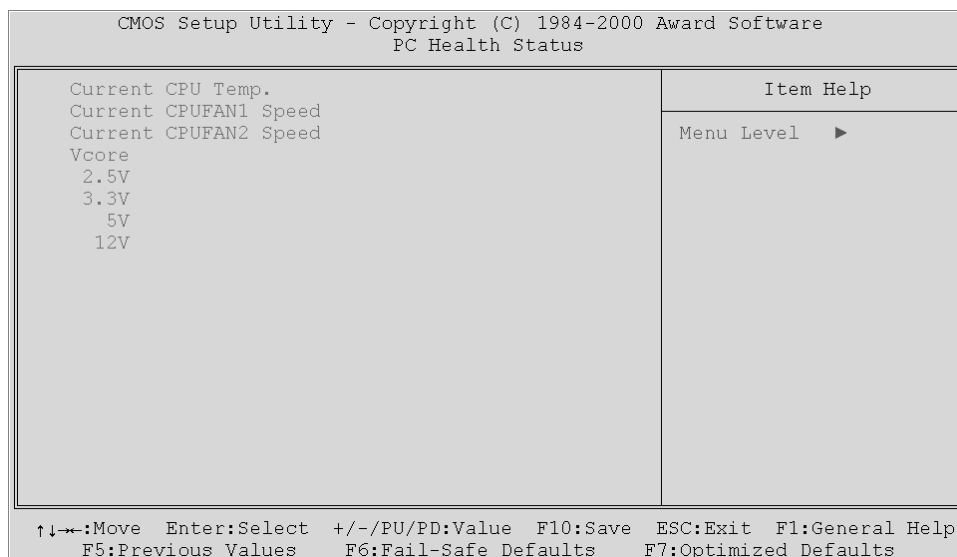 CMOS Setup Utility - Copyright (C) 1984-2000 Award Software
PC Health Status
Current CPU Temp.
Current CPUFAN1 Speed
Current CPUFAN2 Speed
Vcore
2.5V
3.3V
5V
12V
Item Help
Menu Level ►
↑↓→←:Move Enter:Select +/-/PU/PD:Value F10:Save ESC:Exit F1:General Help
F5:Previous Values F6:Fail-Safe Defaults F7:Optimized Defaults